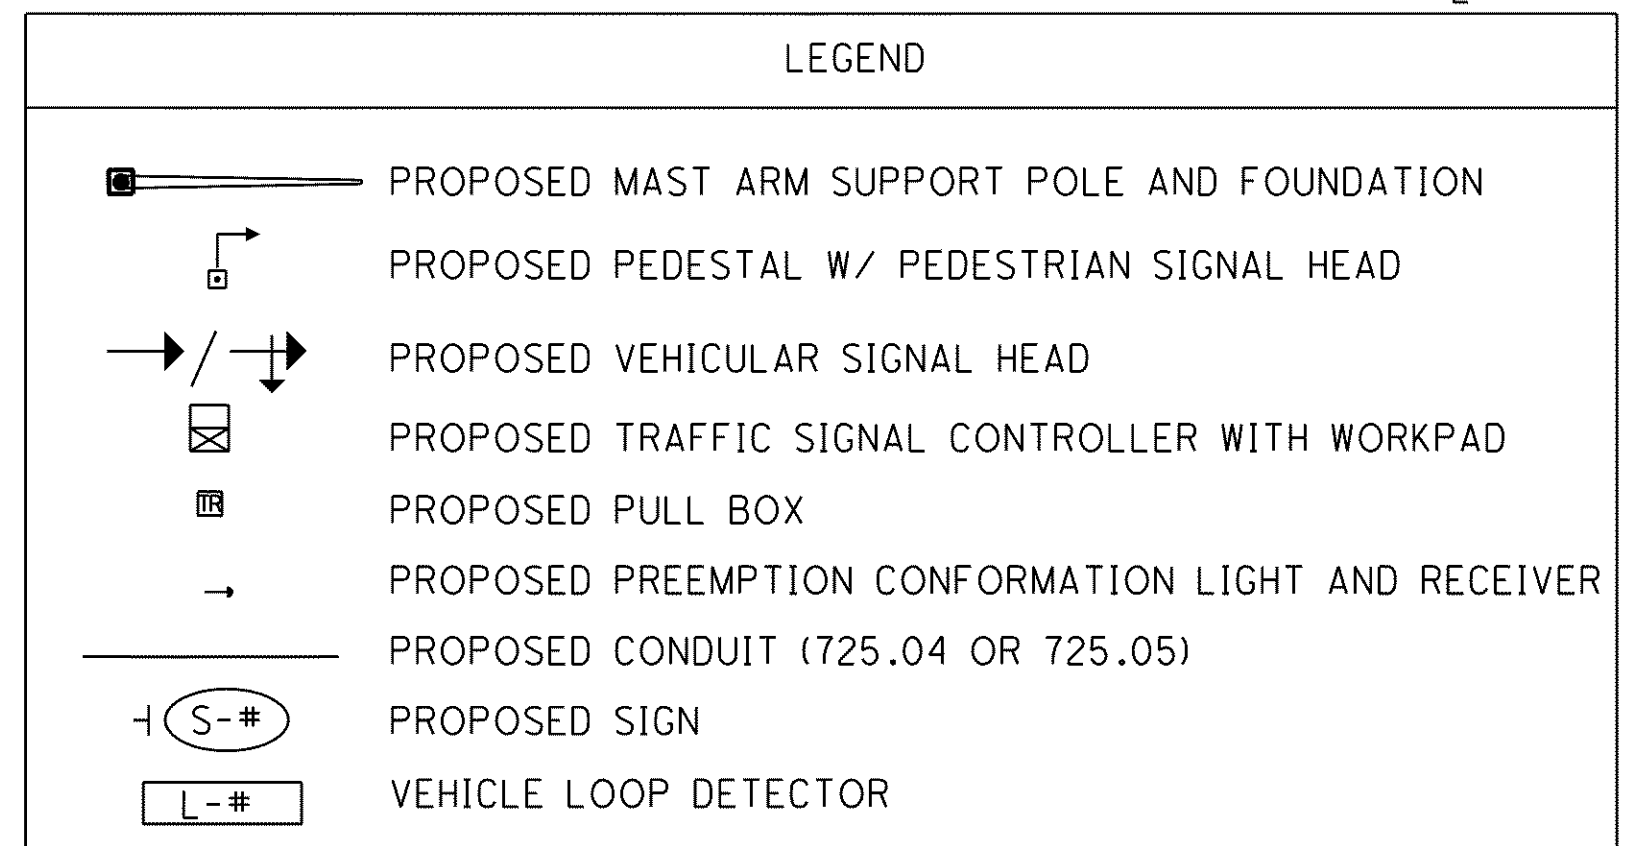 LEGEND
PROPOSED MAST ARM SUPPORT POLE AND FOUNDATION
PROPOSED PEDESTAL W/ PEDESTRIAN SIGNAL HEAD
PROPOSED VEHICULAR SIGNAL HEAD
PROPOSED TRAFFIC SIGNAL CONTROLLER WITH WORKPAD
TR PROPOSED PULL BOX
PROPOSED PREEMPTION CONFORMATION LIGHT AND RECEIVER
PROPOSED CONDUIT (725.04 OR 725.05)
S-# PROPOSED SIGN
L-# VEHICLE LOOP DETECTOR